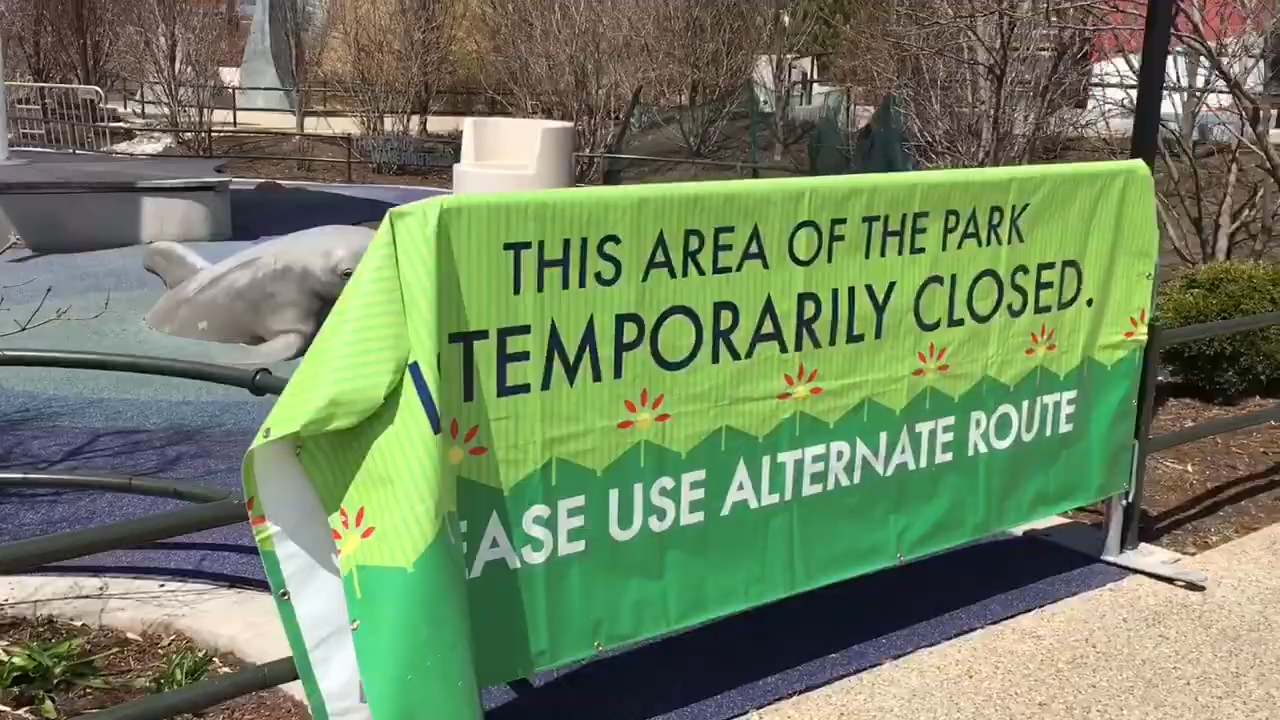 THIS AREA OF THE PARK
TEMPORARILY CLOSED.
EASE USE ALTERNATE ROUTE